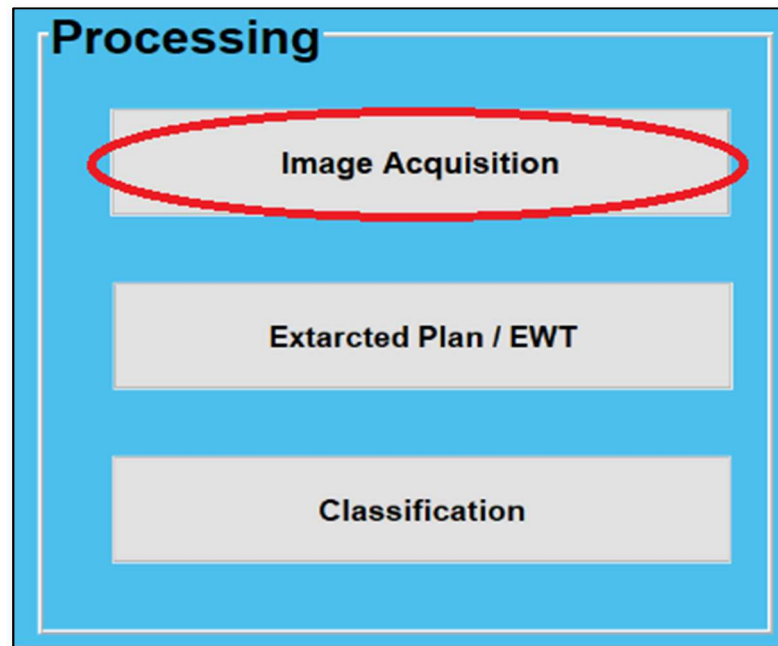 Processing
Image Acquisition
Extarcted Plan / EWT
Classification